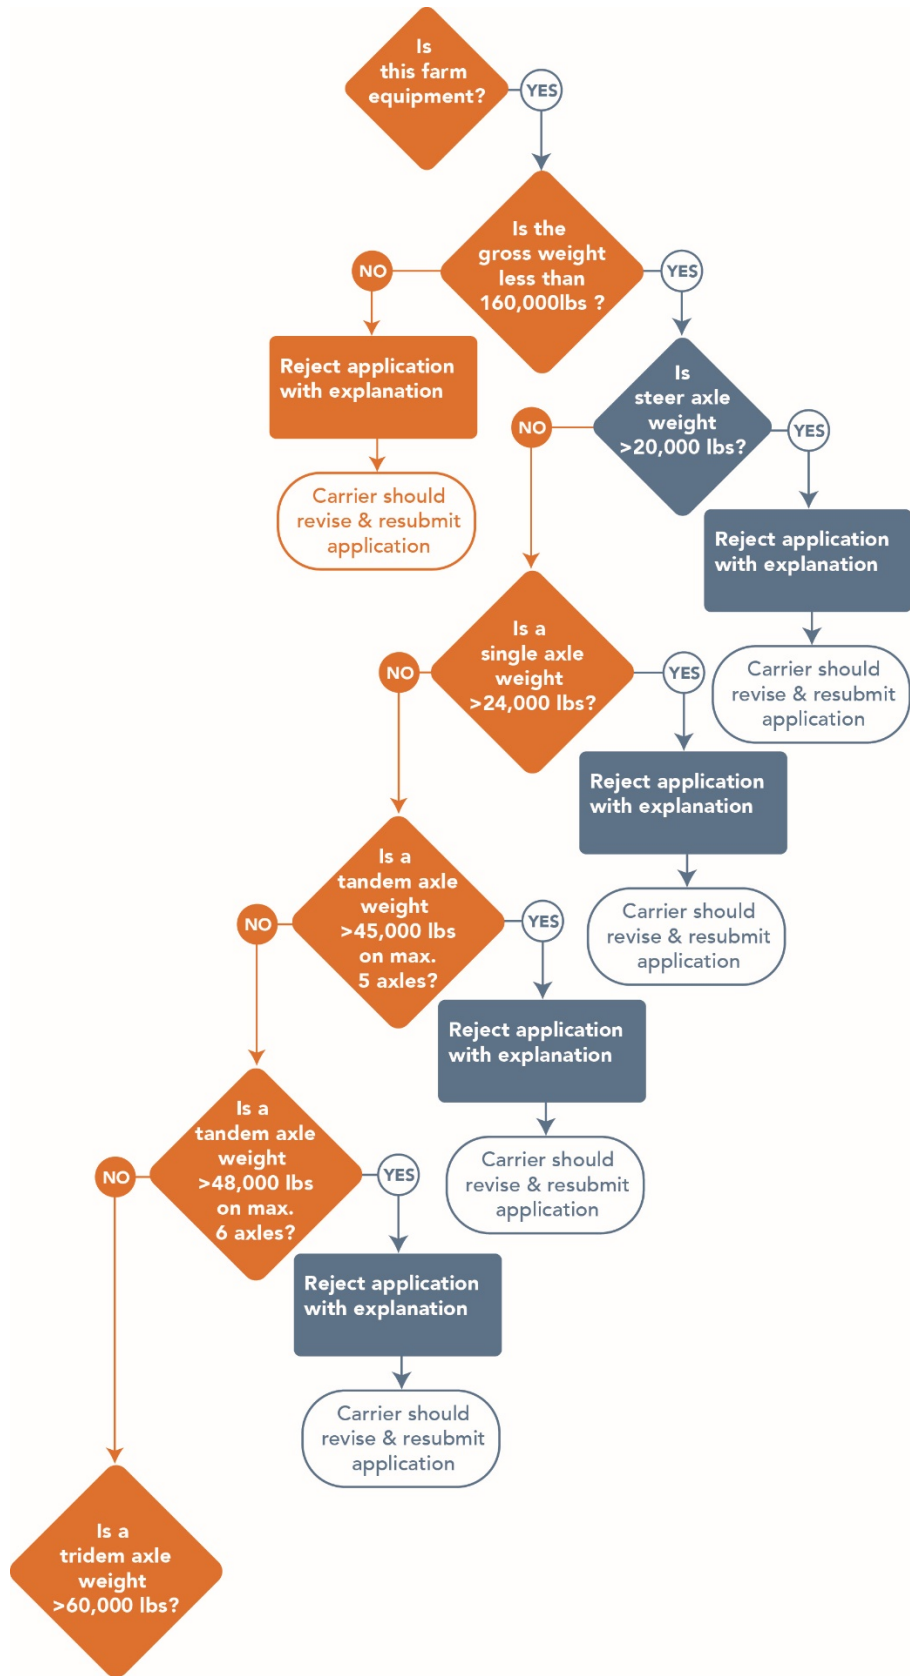 Is
this farm
equipment?
YES
Is the
gross weight
less than
160,000lbs ?
NO
YES
Reject application
with explanation
Carrier should
revise & resubmit
application
Is
steer axle
weight
>20,000 lbs?
NO
YES
Reject application
with explanation
Carrier should
revise & resubmit
application
Is a
single axle
weight
>24,000 lbs?
NO
YES
Reject application
with explanation
Carrier should
revise & resubmit
application
Is a
tandem axle
weight
>45,000 lbs
on max.
5 axles?
NO
YES
Reject application
with explanation
Carrier should
revise & resubmit
application
Is a
tandem axle
weight
>48,000 lbs
on max.
6 axles?
NO
YES
Reject application
with explanation
Carrier should
revise & resubmit
application
Is a
tridem axle
weight
>60,000 lbs?